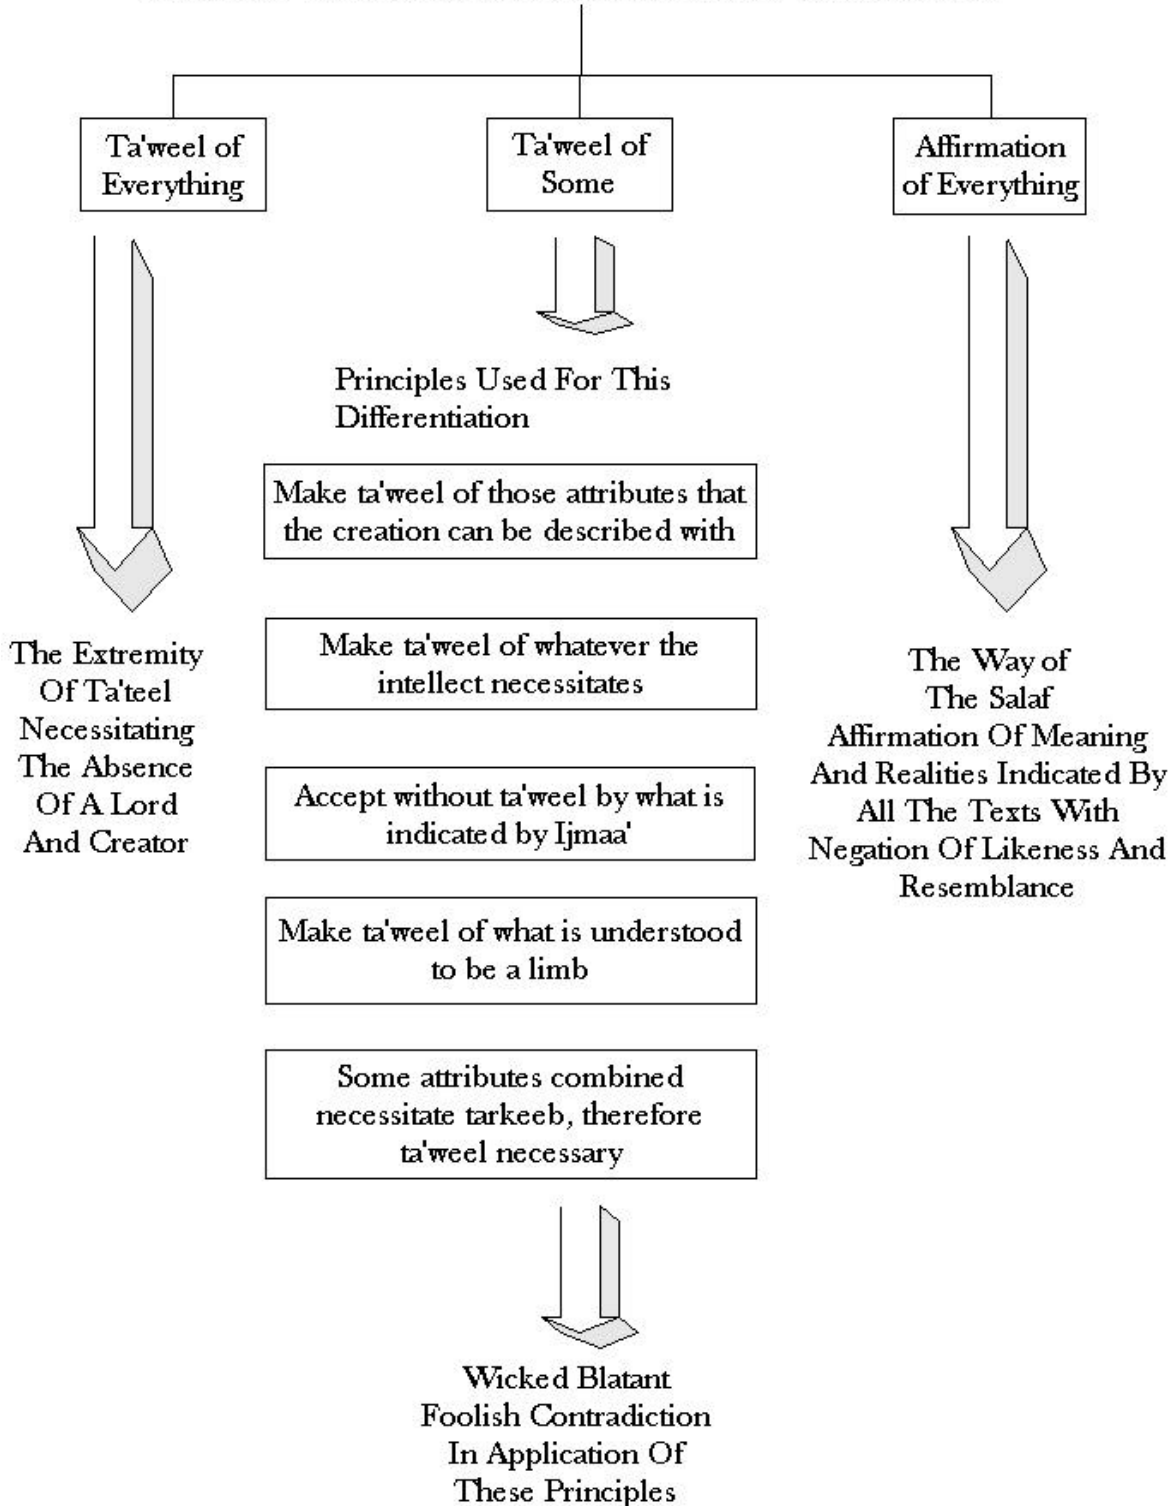 Ta'weel of
Everything
Ta'weel of
Some
Affirmation
of Everything
Principles Used For This
Differentiation
Make ta'weel of those attributes that
the creation can be described with
Make ta'weel of whatever the
intellect necessitates
Accept without ta'weel by what is
indicated by Ijmaa'
Make ta'weel of what is understood
to be a limb
Some attributes combined
necessitate tarkeeb, therefore
ta'weel necessary
The Extremity
Of Ta'teel
Necessitating
The Absence
Of A Lord
And Creator
The Way of
The Salaf
Affirmation Of Meaning
And Realities Indicated By
All The Texts With
Negation Of Likeness And
Resemblance
Wicked Blatant
Foolish Contradiction
In Application Of
These Principles